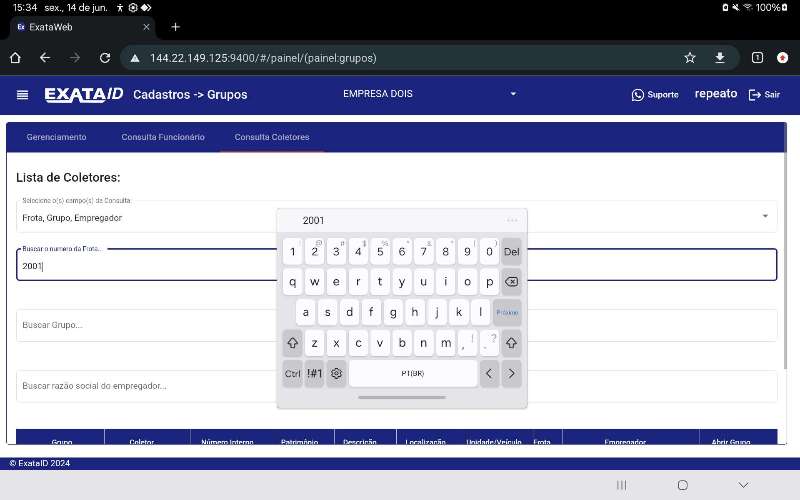 15:34 sex., 14 de jun. 100%
Ex ExataWeb × +
144.22.149.125:9400/#/painel/(painel:grupos) 1
EXATA/D Cadastros -> Grupos EMPRESA DOIS Suporte repeato Sair
Gerenciamento Consulta Funcionário Consulta Coletores
Lista de Coletores:
Selecione o(s) campo(s) da Consulta
Frota, Grupo, Empregador
Buscar o numero da Frota...
2001
Buscar Grupo...
Buscar razão social do empregador...
2001 ...
1 2 3 4 5 6 7 8 9 0 Del
@ # $ % ^ & * ( )
q w e r t y u i o p
a s d f g h j k l Próximo
z x c v b n m , ! . ?
Ctrl !#1 PT(BR) < >
Grupo Coletor Número Interno Patrimônio Descrição Localização Unidade/Veículo Frota Empregador Abrir Grupo
© ExataID 2024